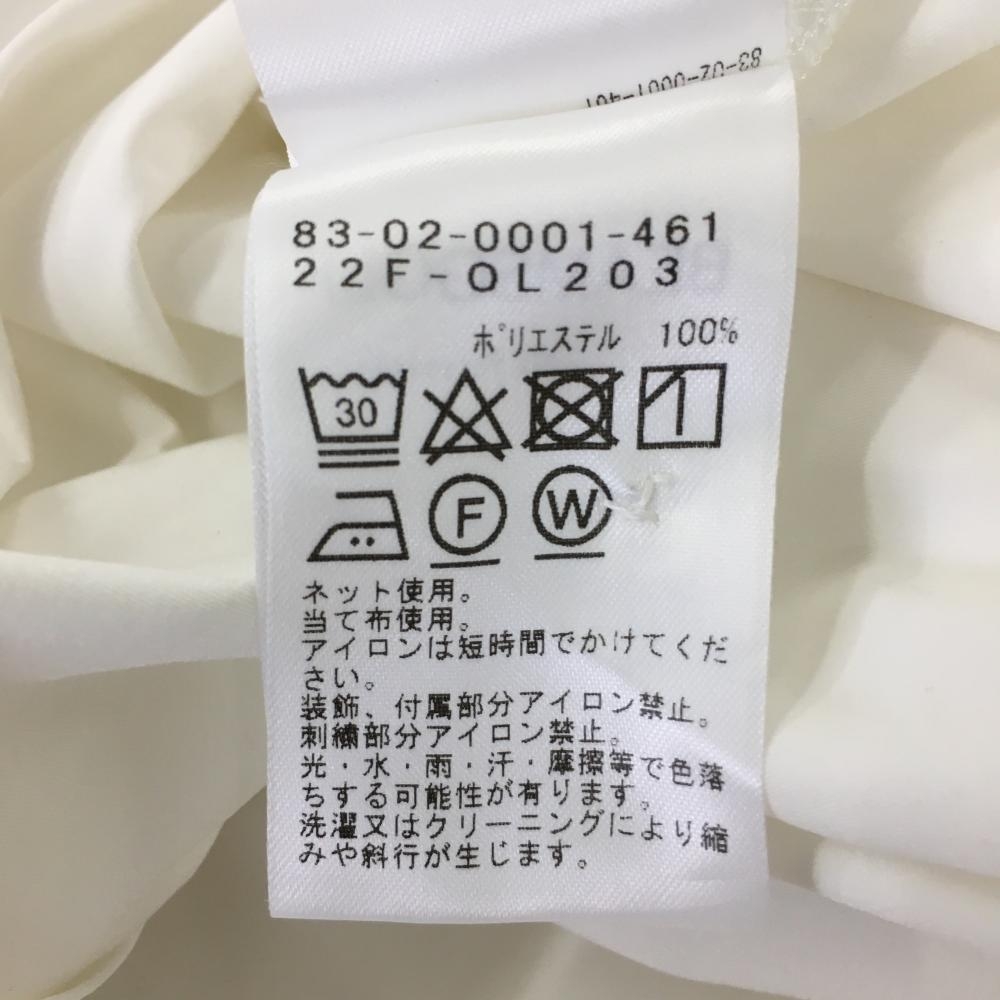 83-02-0001-461
83-02-0001-461
22F-OL203
ポリエステル 100%
30
F W
ネット使用。
当て布使用。
アイロンは短時間でかけてくだ
さい。
装飾、付属部分アイロン禁止。
刺繍部分アイロン禁止。
光・水・雨・汗・摩擦等で色落
ちする可能性が有ります。
洗濯又はクリーニングにより縮
みや斜行が生じます。